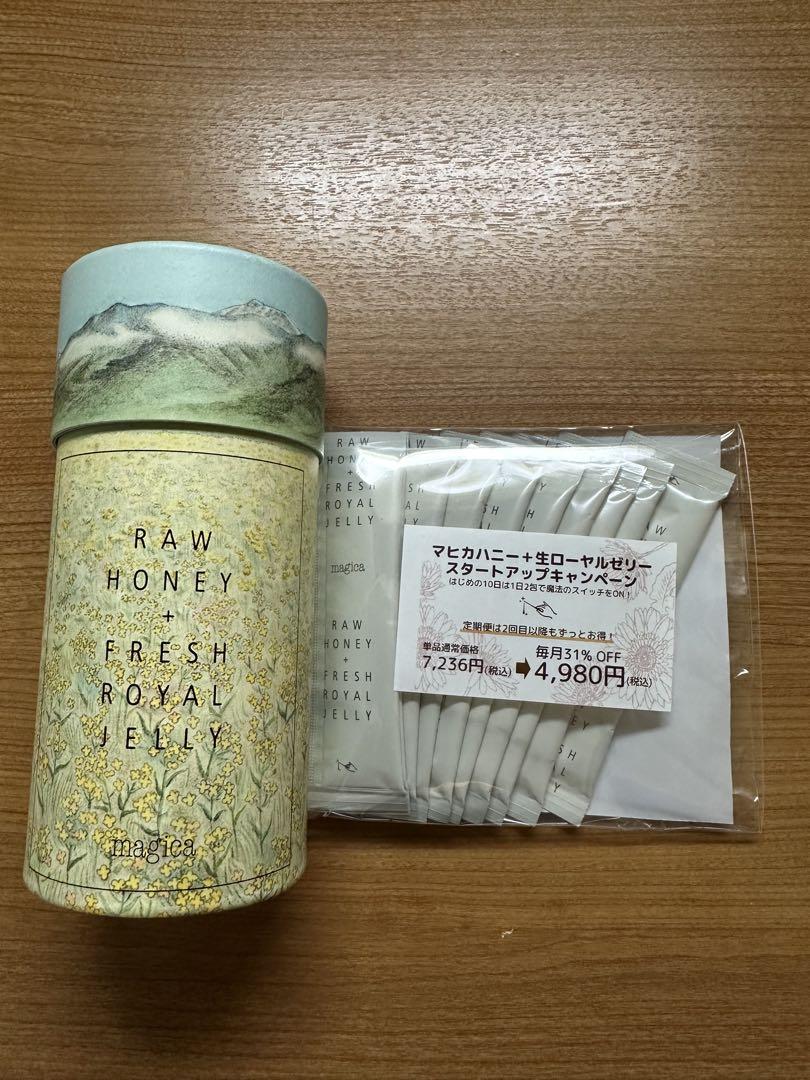 RAW
HONEY
+
FRESH
ROYAL
JELLY
magica
RAW
HONEY
+
FRESH
ROYAL
JELLY
magica
RAW
HONEY
+
FRESH
ROYAL
JELLY
マヒカハニー＋生ローヤルゼリー
スタートアップキャンペーン
はじめの10日は1日2包で魔法のスイッチをON！
定期便は2回目以降もずっとお得！
単品通常価格
7,236円(税込)
毎月31% OFF
4,980円(税込)